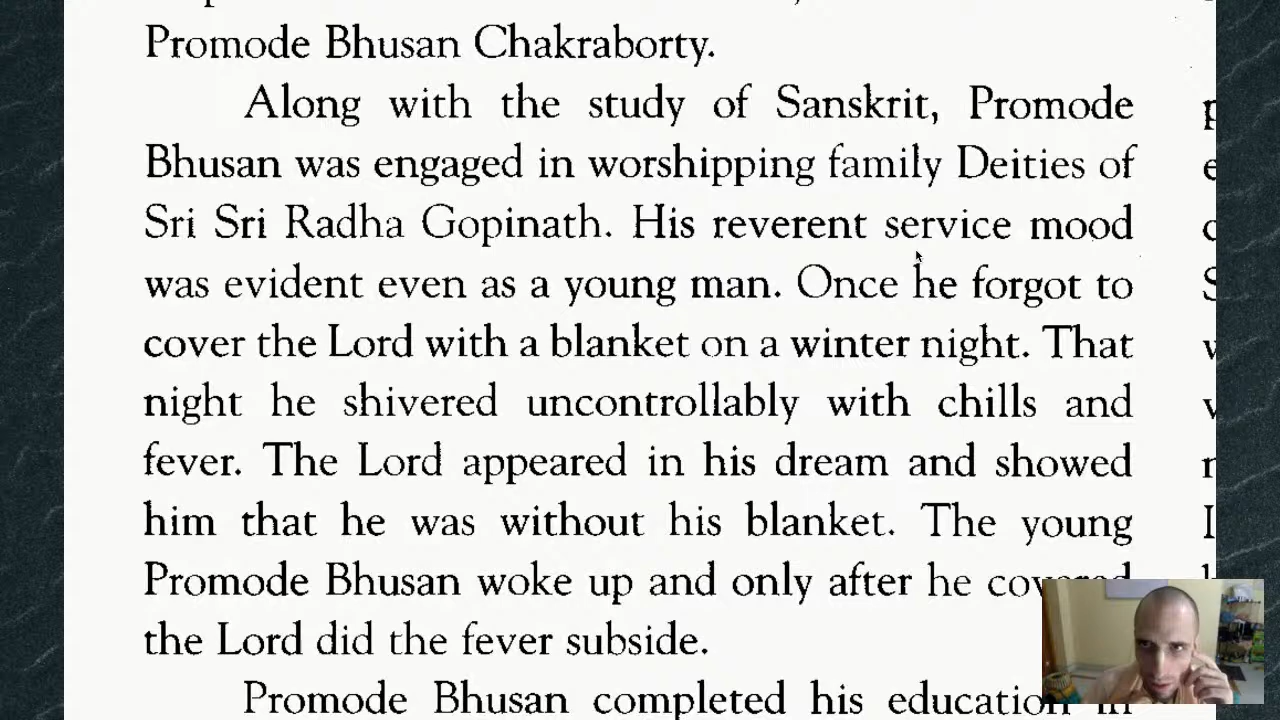 Promode Bhusan Chakraborty.
Along with the study of Sanskrit, Promode
Bhusan was engaged in worshipping family Deities of
Sri Sri Radha Gopinath. His reverent service mood
was evident even as a young man. Once he forgot to
cover the Lord with a blanket on a winter night. That
night he shivered uncontrollably with chills and
fever. The Lord appeared in his dream and showed
him that he was without his blanket. The young
Promode Bhusan woke up and only after he covered
the Lord did the fever subside.
Promode Bhusan completed his education in